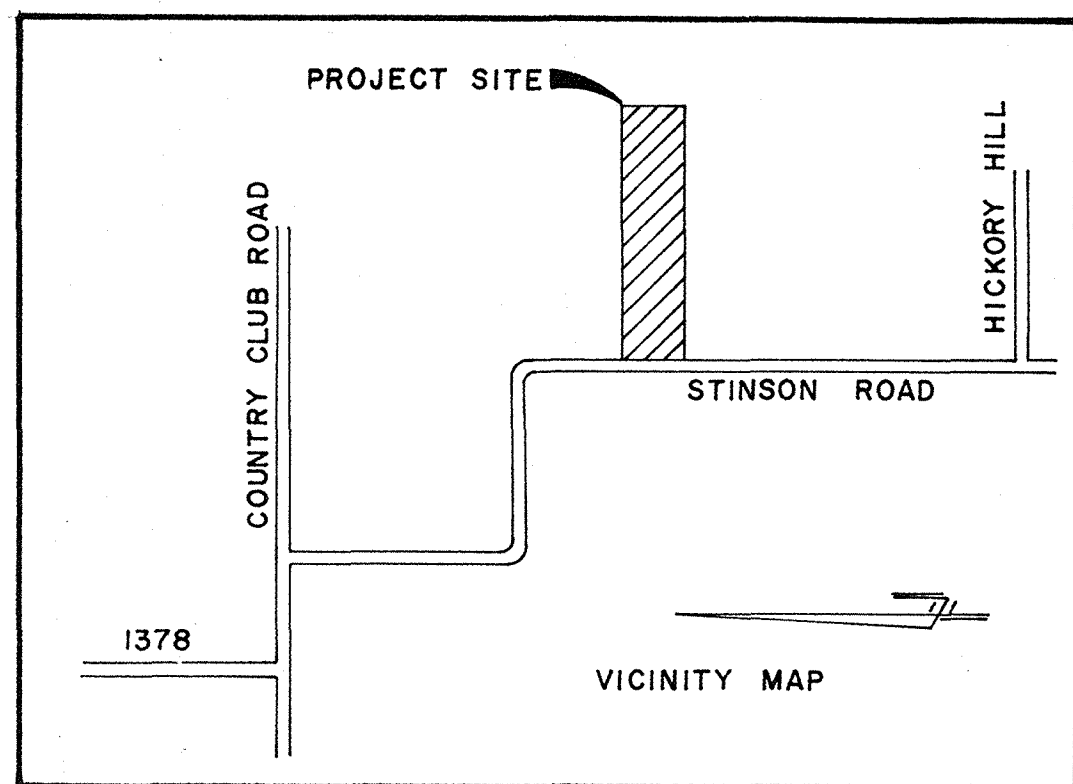 PROJECT SITE
COUNTRY CLUB ROAD
HICKORY HILL
STINSON ROAD
1378
VICINITY MAP